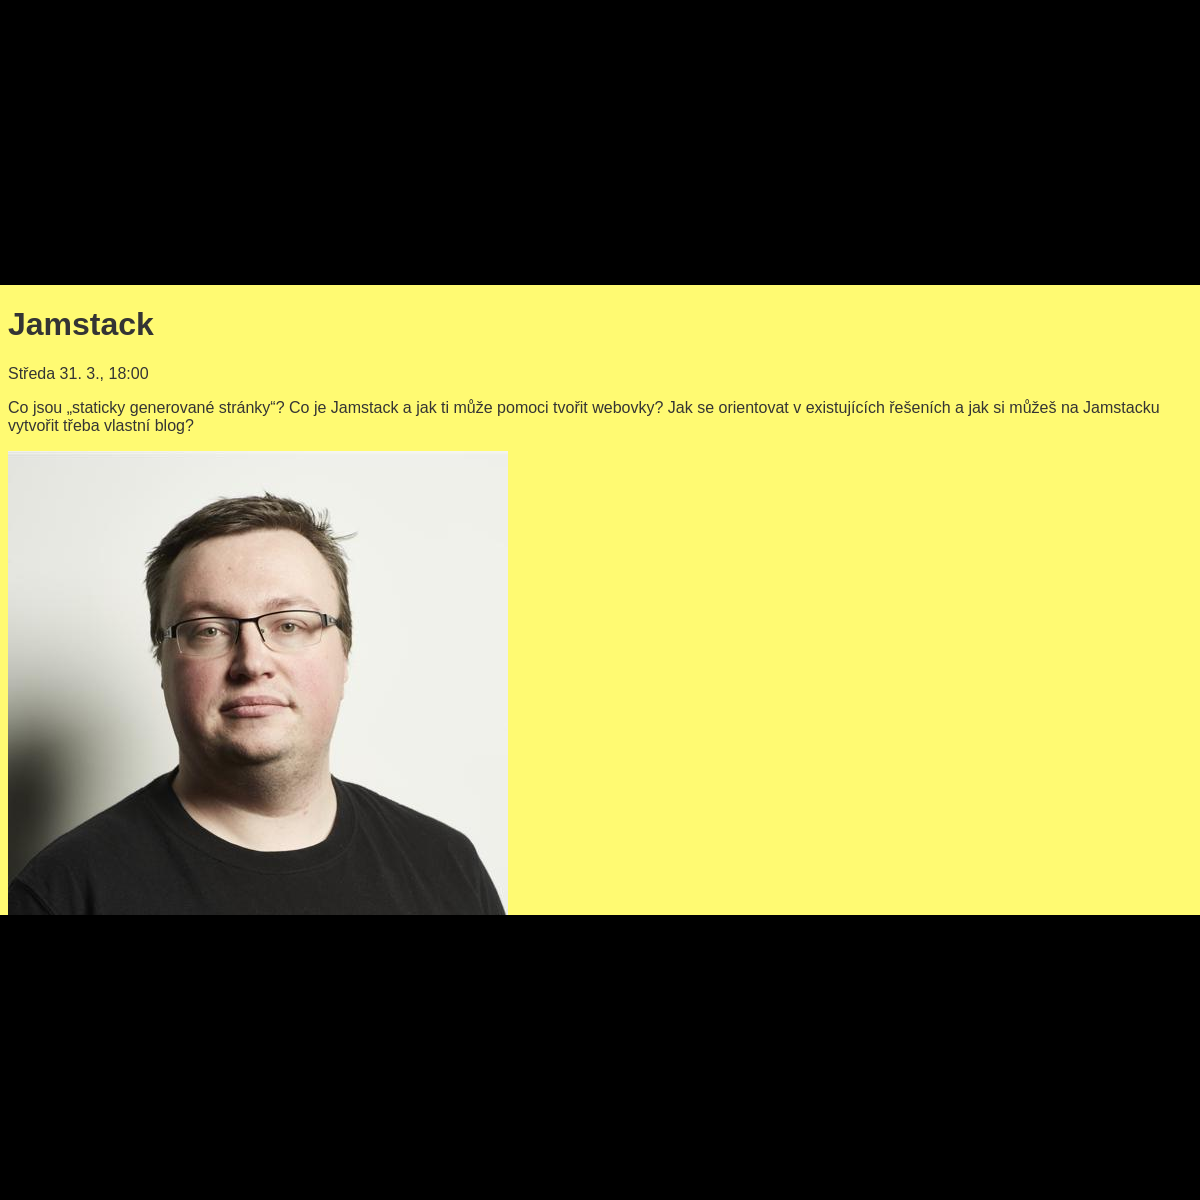 Jamstack
Středa 31. 3., 18:00
Co jsou „staticky generované stránky“? Co je Jamstack a jak ti může pomoci tvořit webovky? Jak se orientovat v existujících řešeních a jak si můžeš na Jamstacku
vytvořit třeba vlastní blog?